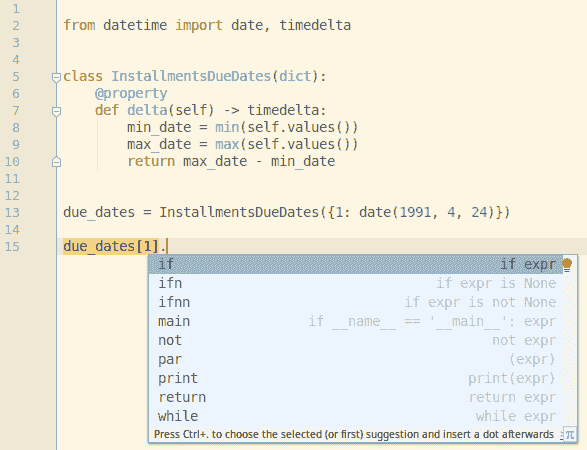 1
2 from datetime import date, timedelta
3
4
5 class InstallmentsDueDates(dict):
6 @property
7 def delta(self) -> timedelta:
8 min_date = min(self.values())
9 max_date = max(self.values())
10 return max_date - min_date
11
12
13 due_dates = InstallmentsDueDates({1: date(1991, 4, 24)})
14
15 due_dates[1].
if if expr
ifn if expr is None
ifnn if expr is not None
main if __name__ == '__main__': expr
not not expr
par (expr)
print print(expr)
return return expr
while while expr
Press Ctrl+. to choose the selected (or first) suggestion and insert a dot afterwards π